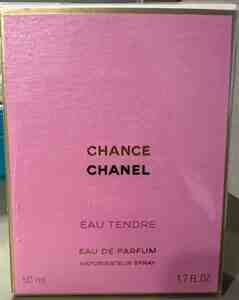 CHANCE
CHANEL
EAU TENDRE
EAU DE PARFUM
VAPORISATEUR SPRAY
50 ml 1.7 FL.OZ